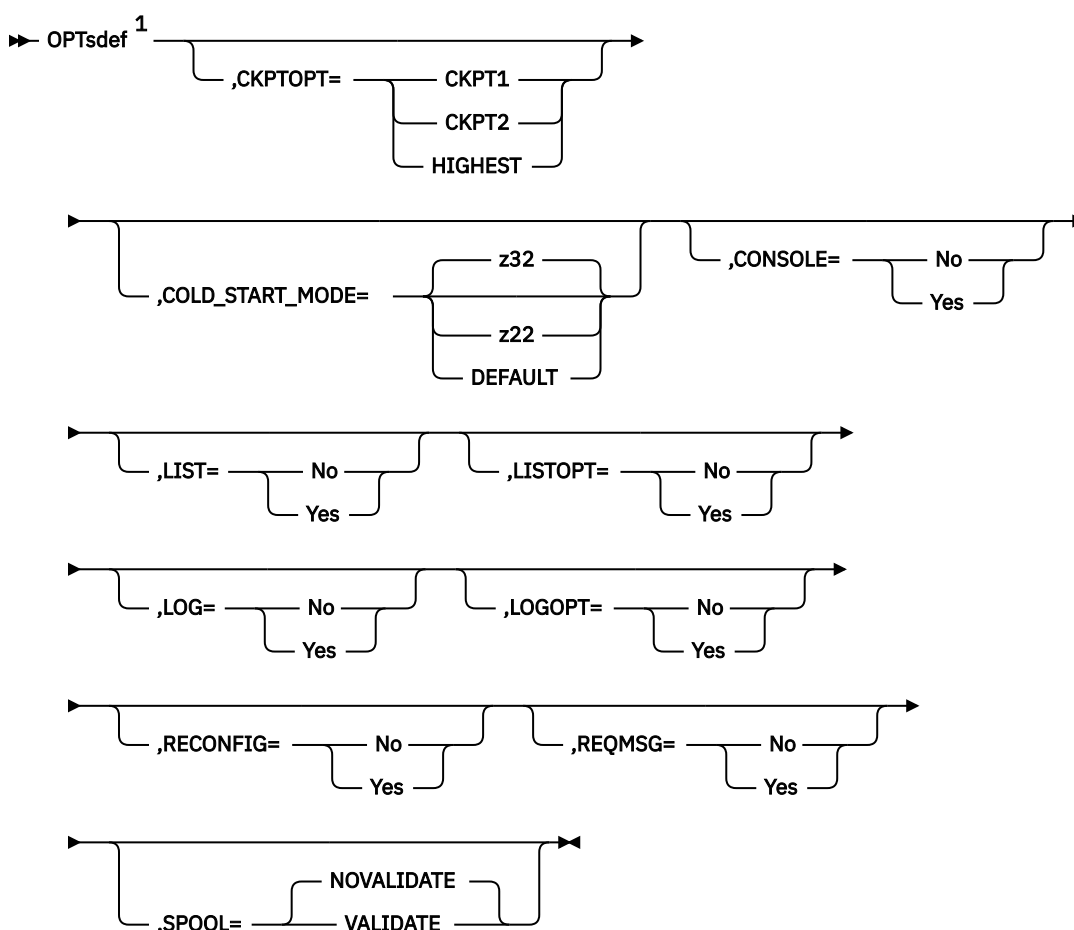 OPTsdef 1
,CKPTOPT= CKPT1
CKPT2
HIGHEST
,COLD_START_MODE= z32
z22
DEFAULT
,CONSOLE= No
Yes
,LIST= No
Yes
,LISTOPT= No
Yes
,LOG= No
Yes
,LOGOPT= No
Yes
,RECONFIG= No
Yes
,REQMSG= No
Yes
,SPOOL= NOVALIDATE
VALIDATE